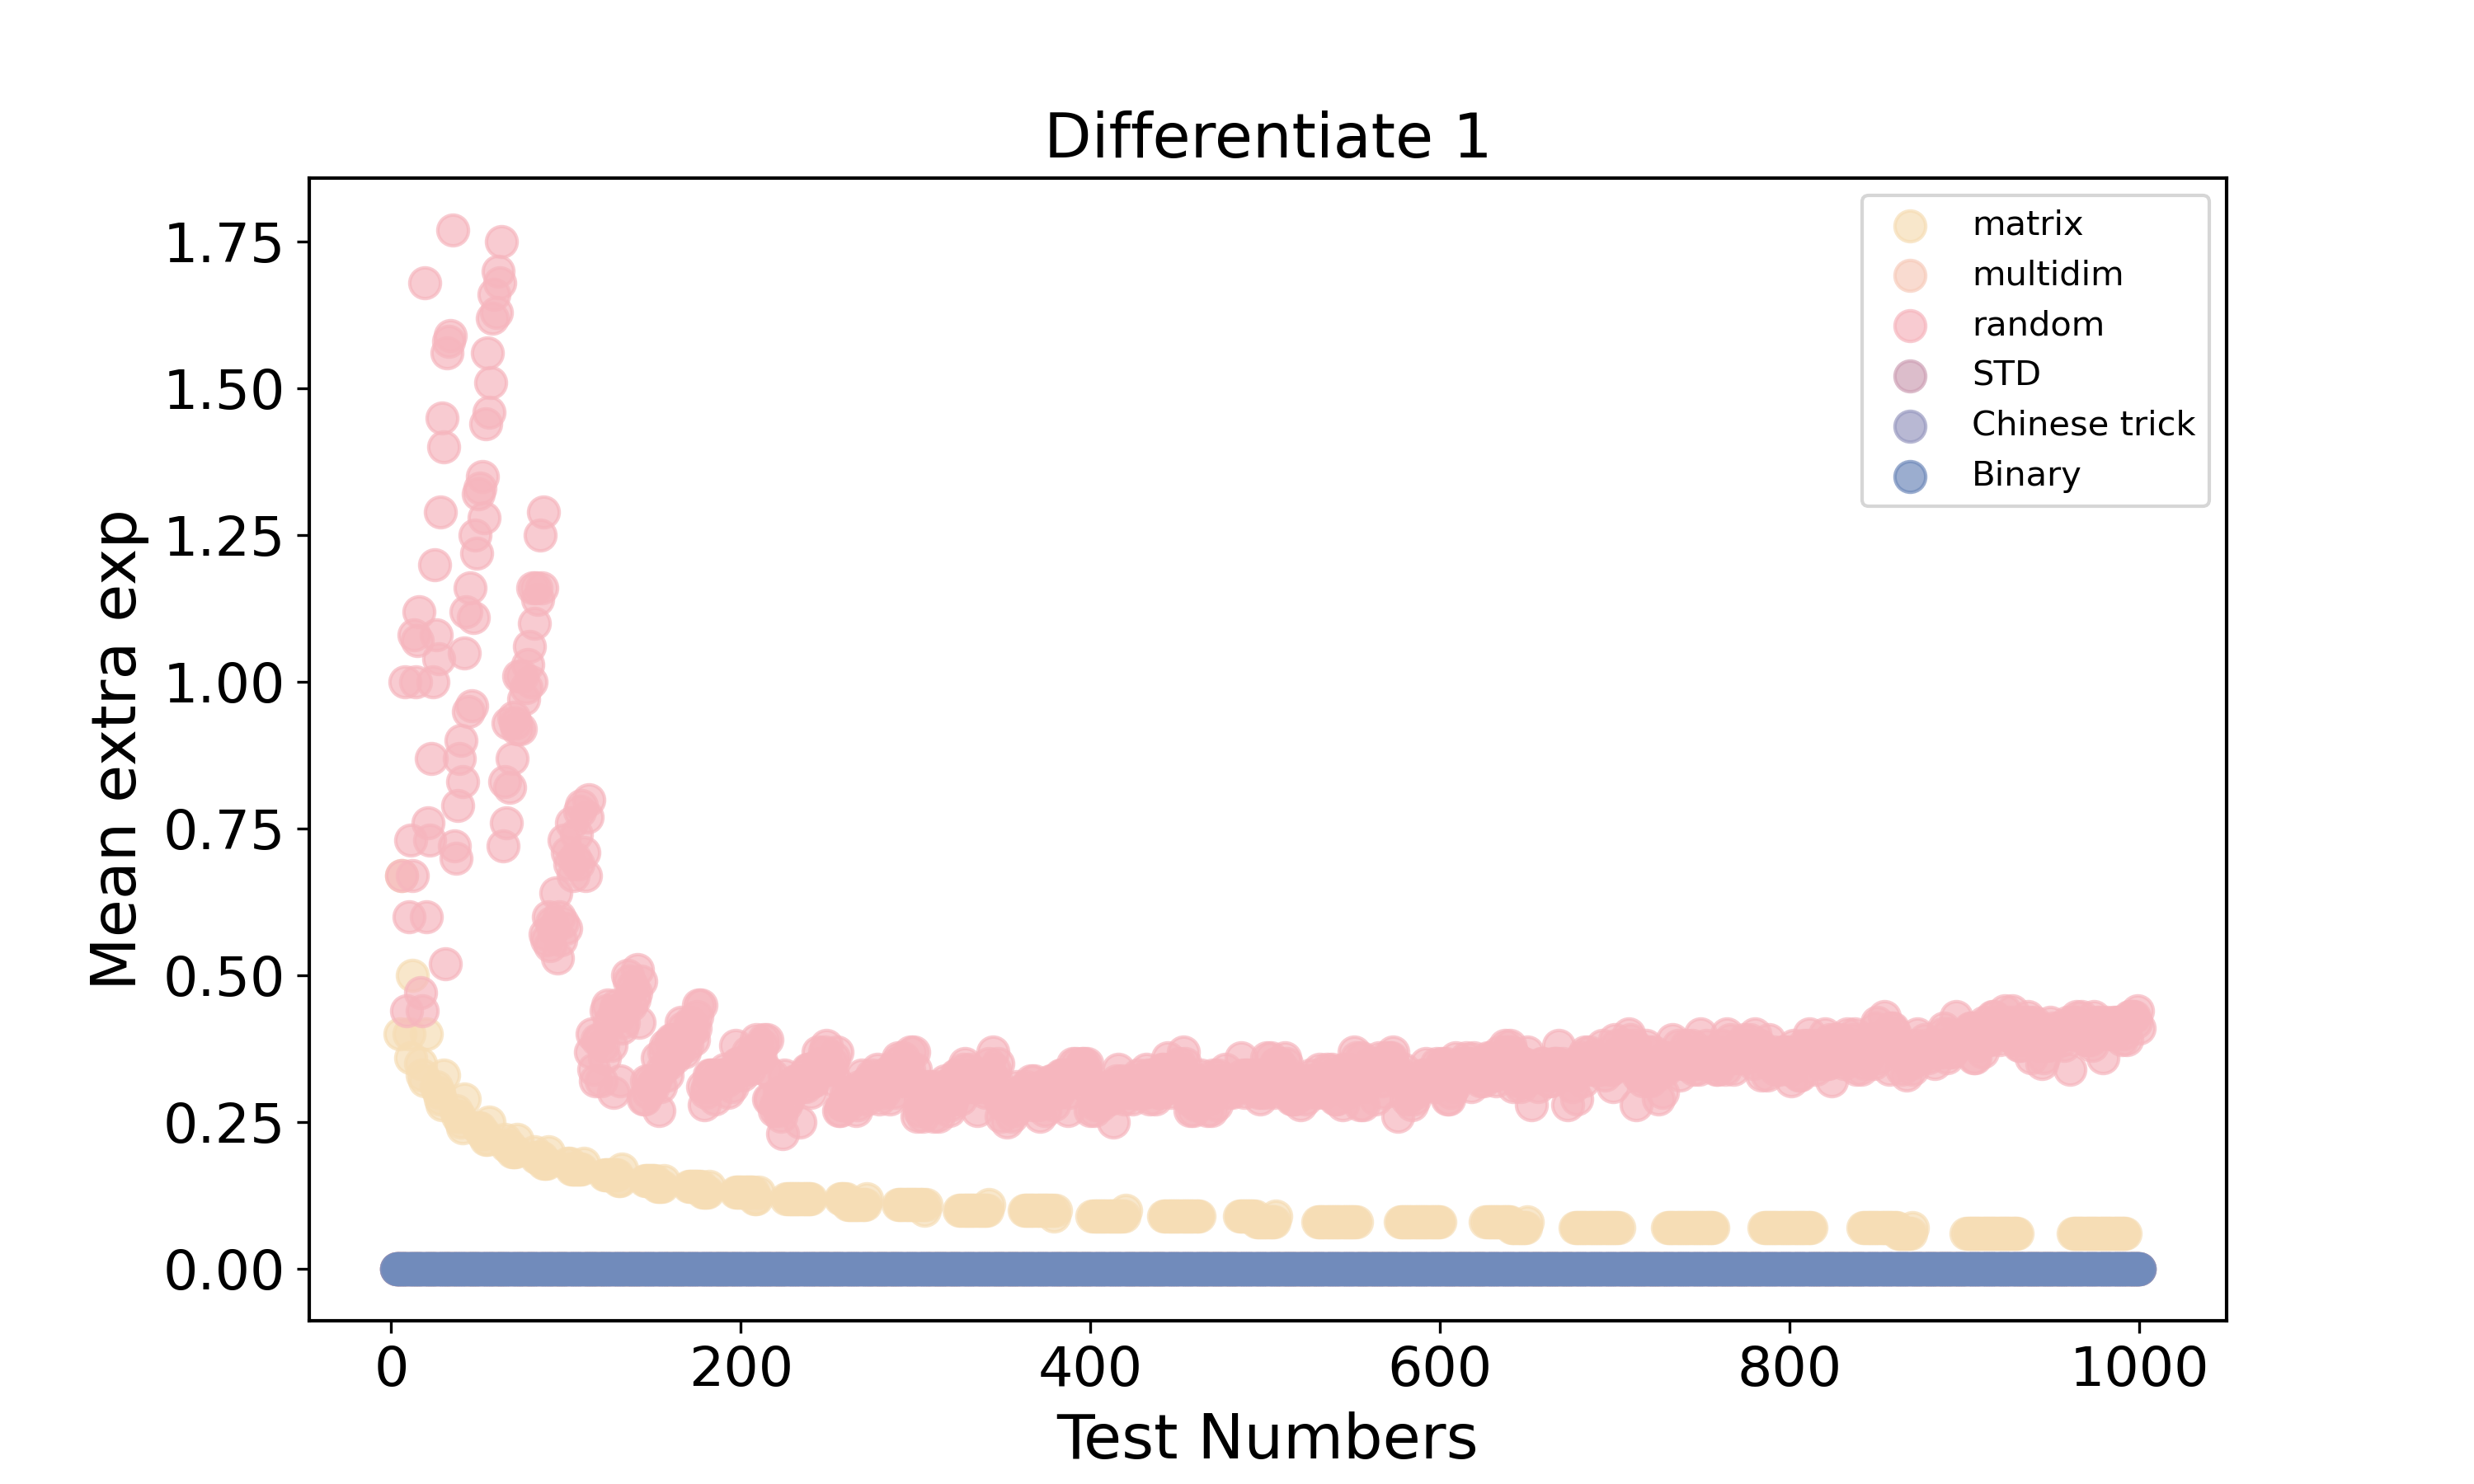 Differentiate 1
matrix
multidim
random
STD
Chinese trick
Binary
Mean extra exp
1.75
1.50
1.25
1.00
0.75
0.50
0.25
0.00
0
200
400
600
800
1000
Test Numbers